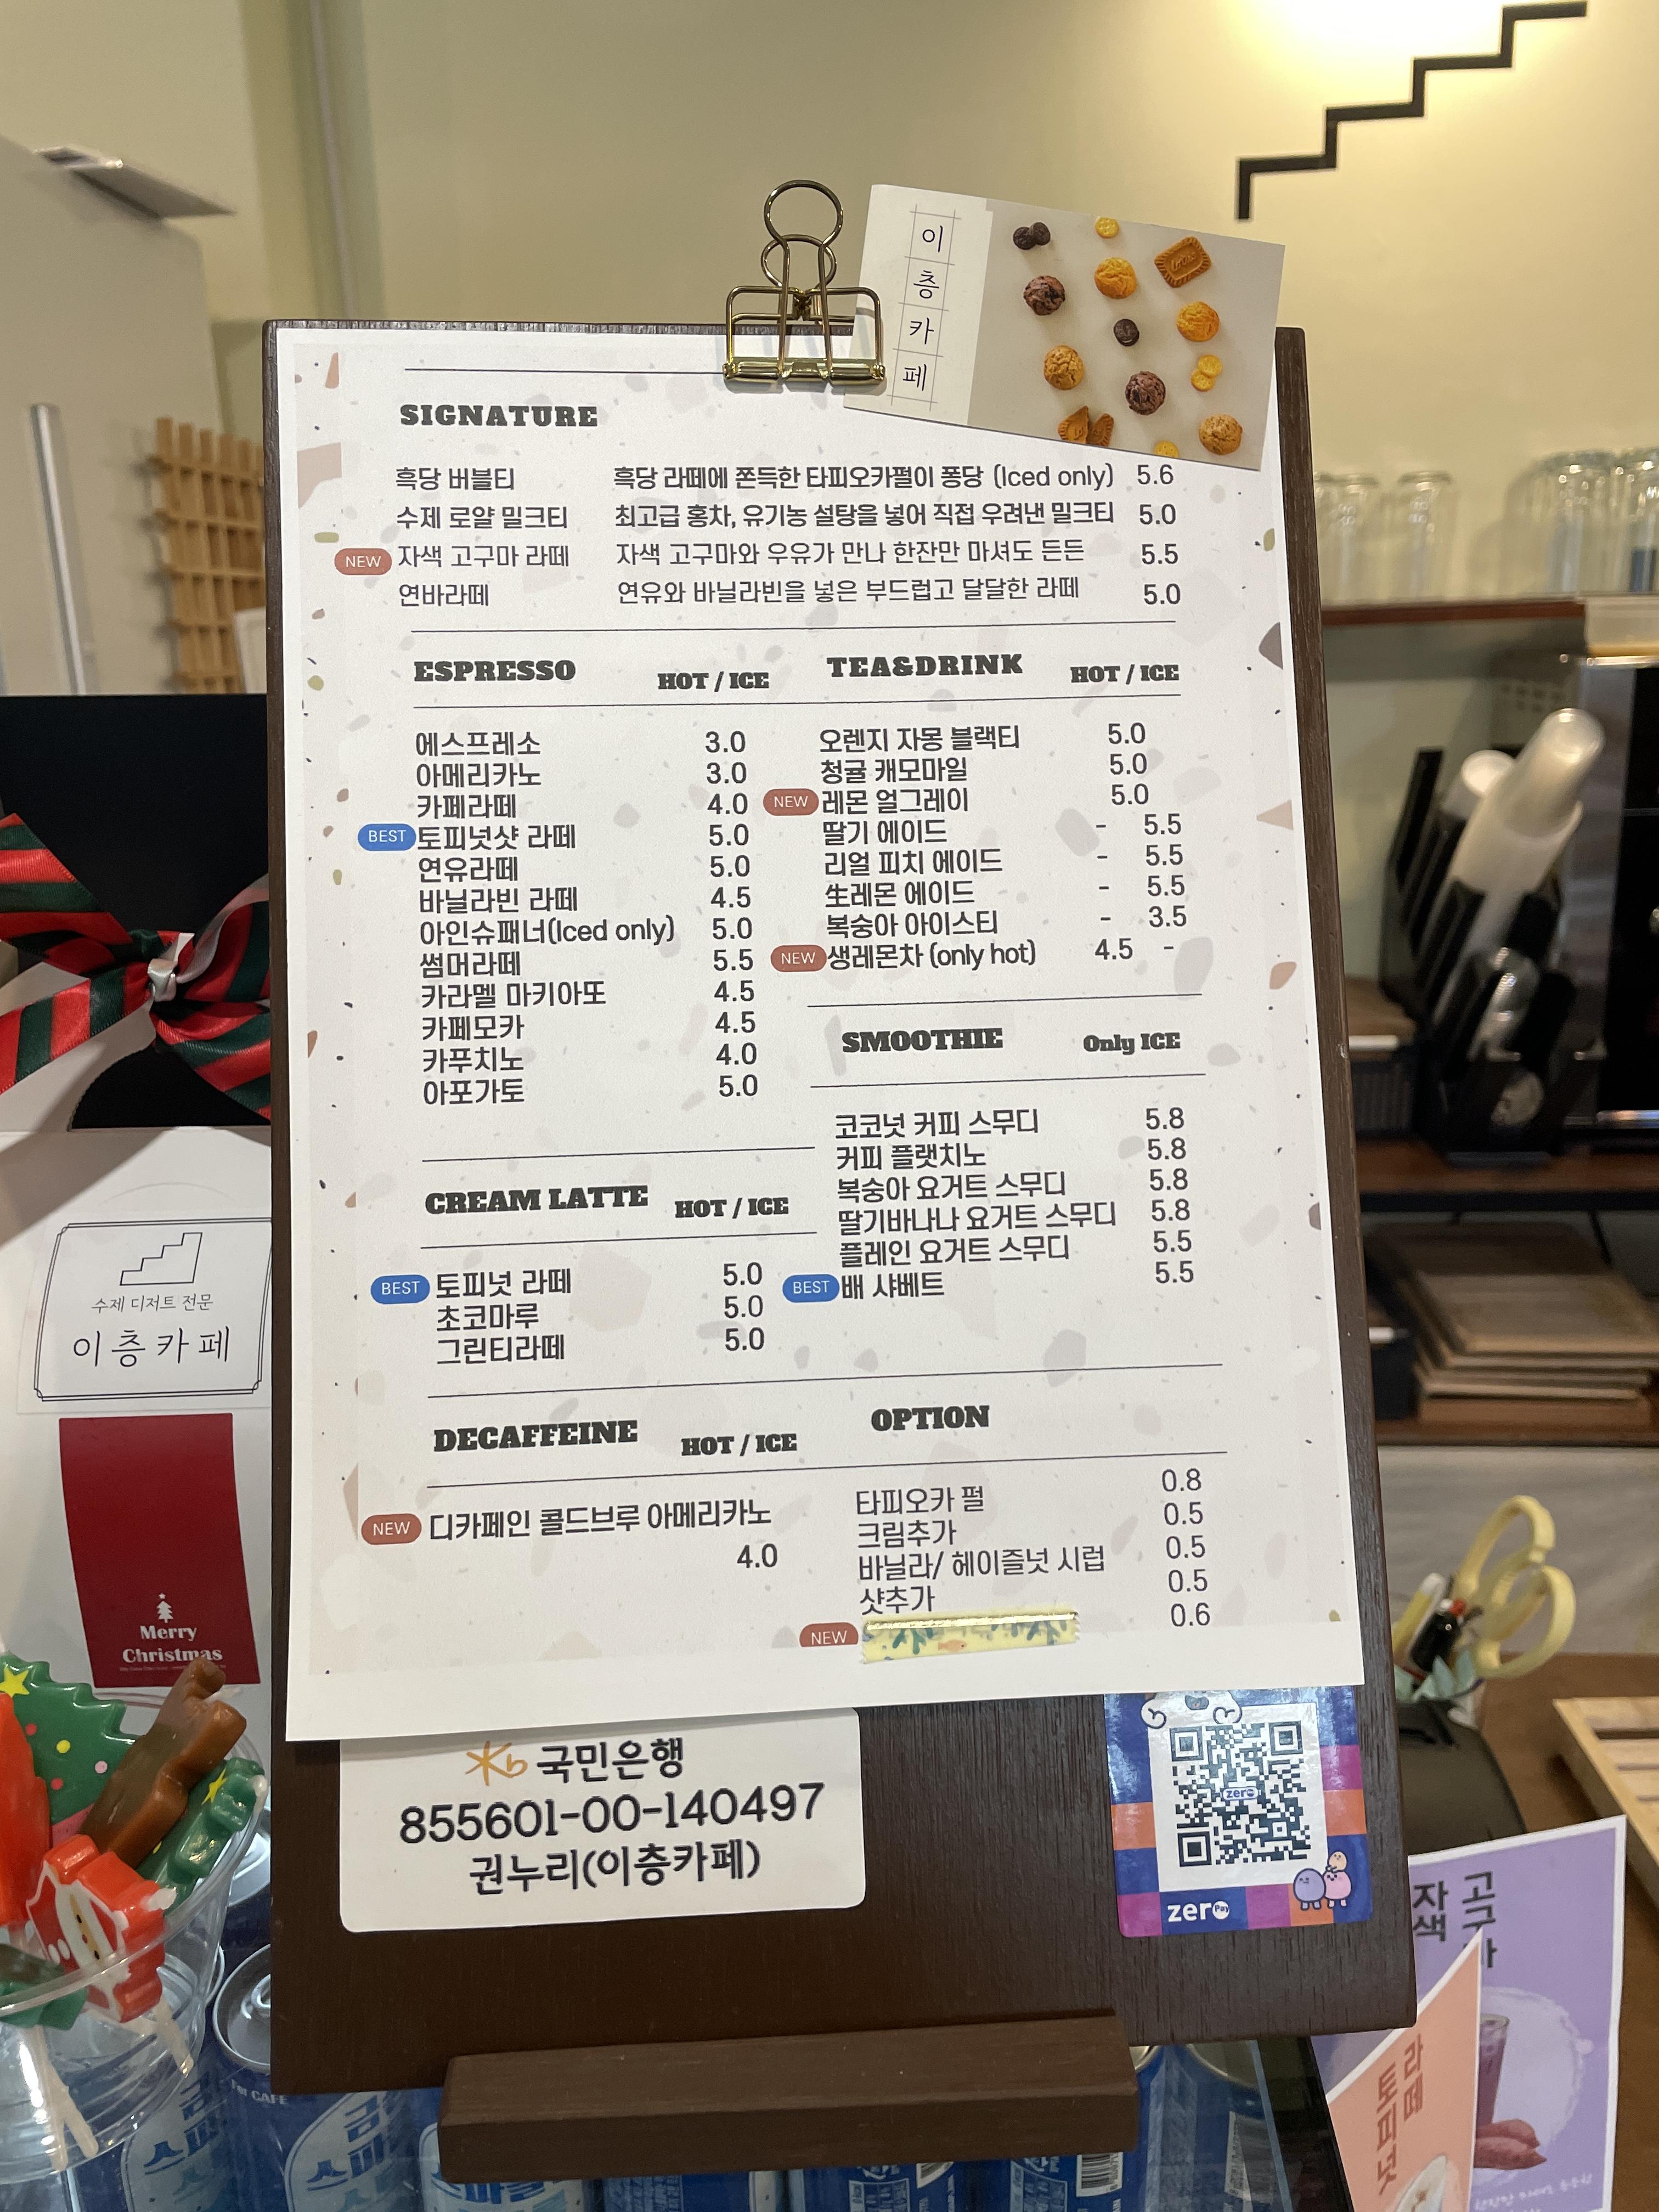 이
층
카
페
SIGNATURE
흑당 버블티 흑당 라떼에 쫀득한 타피오카펄이 퐁당 (Iced only) 5.6
수제 로얄 밀크티 최고급 홍차, 유기농 설탕을 넣어 직접 우려낸 밀크티 5.0
NEW 자색 고구마 라떼 자색 고구마와 우유가 만나 한잔만 마셔도 든든 5.5
연바라떼 연유와 바닐라빈을 넣은 부드럽고 달달한 라떼 5.0
ESPRESSO HOT / ICE
에스프레소 3.0
아메리카노 3.0
카페라떼 4.0
BEST 토피넛샷 라떼 5.0
연유라떼 5.0
바닐라빈 라떼 4.5
아인슈패너(Iced only) 5.0
썸머라떼 5.5
카라멜 마키아또 4.5
카페모카 4.5
카푸치노 4.0
아포가토 5.0
TEA&DRINK HOT / ICE
오렌지 자몽 블랙티 5.0
청귤 캐모마일 5.0
NEW 레몬 얼그레이 5.0
딸기 에이드 - 5.5
리얼 피치 에이드 - 5.5
生레몬 에이드 - 5.5
복숭아 아이스티 - 3.5
NEW 생레몬차 (only hot) 4.5 -
SMOOTHIE Only ICE
코코넛 커피 스무디 5.8
커피 플랫치노 5.8
복숭아 요거트 스무디 5.8
딸기바나나 요거트 스무디 5.8
플레인 요거트 스무디 5.5
BEST 배 샤베트 5.5
CREAM LATTE HOT / ICE
BEST 토피넛 라떼 5.0
초코마루 5.0
그린티라떼 5.0
DECAFFEINE HOT / ICE
NEW 디카페인 콜드브루 아메리카노
4.0
OPTION
타피오카 펄 0.8
크림추가 0.5
바닐라/ 헤이즐넛 시럽 0.5
샷추가 0.5
NEW 0.6
국민은행
855601-00-140497
권누리(이층카페)
zero
zero Pay
수제 디저트 전문
이층카페
Merry
Christmas
자색
고구마
라떼
토피넛
For CAFE